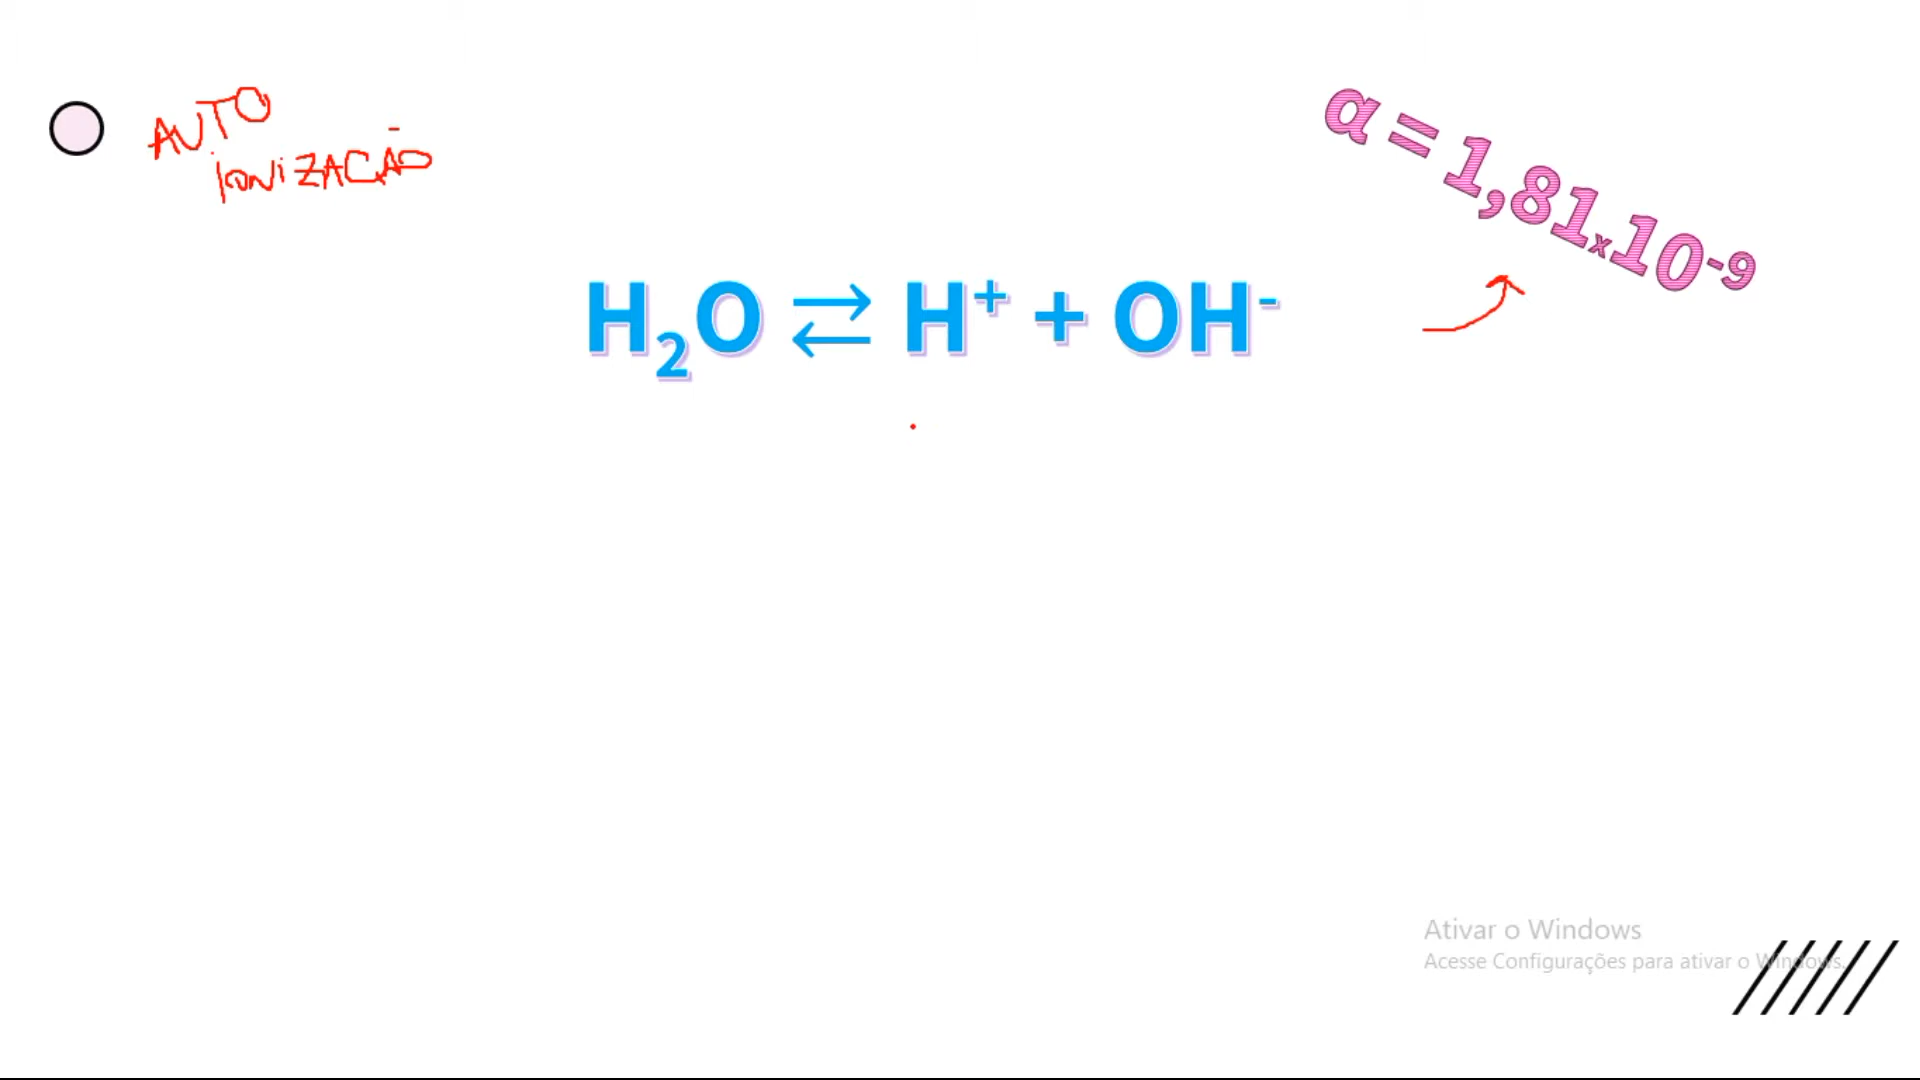 AUTO
IONIZAÇÃO
α = 1,81x10⁻⁹
H₂O ⇄ H⁺ + OH⁻
Ativar o Windows
Acesse Configurações para ativar o Windows.